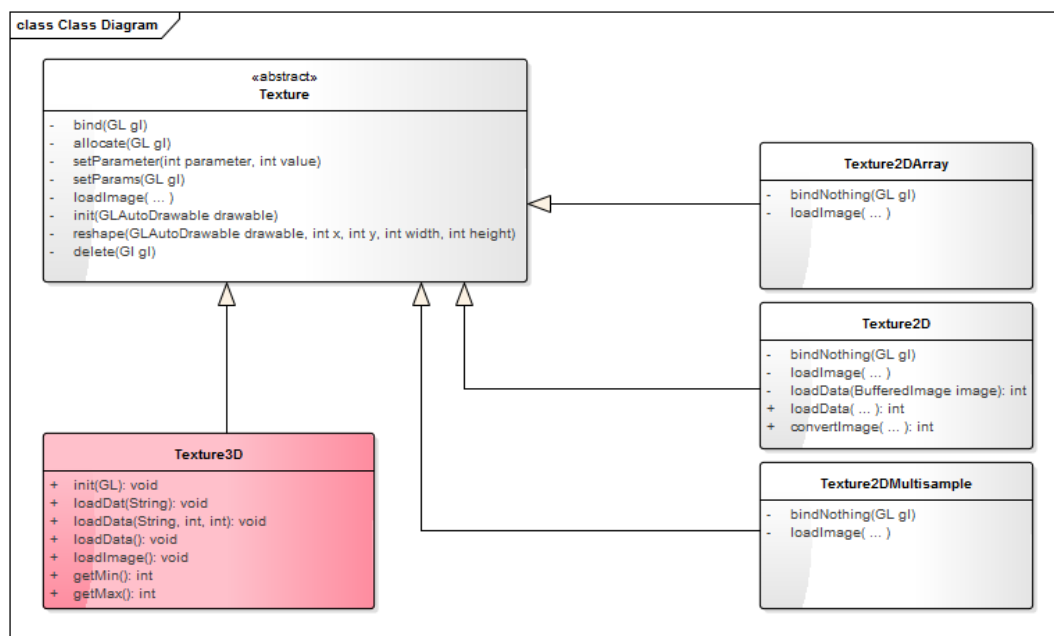 class Class Diagram
«abstract»
Texture
- bind(GL gl)
- allocate(GL gl)
- setParameter(int parameter, int value)
- setParams(GL gl)
- loadImage( ... )
- init(GLAutoDrawable drawable)
- reshape(GLAutoDrawable drawable, int x, int y, int width, int height)
- delete(Gl gl)
Texture2DArray
- bindNothing(GL gl)
- loadImage( ... )
Texture2D
- bindNothing(GL gl)
- loadImage( ... )
- loadData(BufferedImage image): int
+ loadData( ... ): int
+ convertImage( ... ): int
Texture3D
+ init(GL): void
+ loadDat(String): void
+ loadData(String, int, int): void
+ loadData(): void
+ loadImage(): void
+ getMin(): int
+ getMax(): int
Texture2DMultisample
- bindNothing(GL gl)
- loadImage( ... )